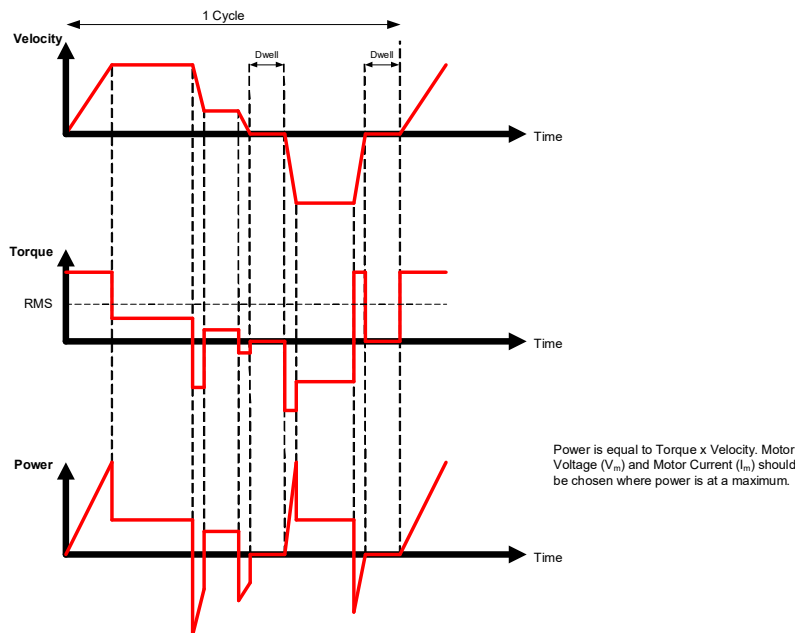 1 Cycle
Velocity
Dwell
Dwell
Time
Torque
RMS
Time
Power
Power is equal to Torque x Velocity. Motor
Voltage (Vm) and Motor Current (Im) should
be chosen where power is at a maximum.
Time